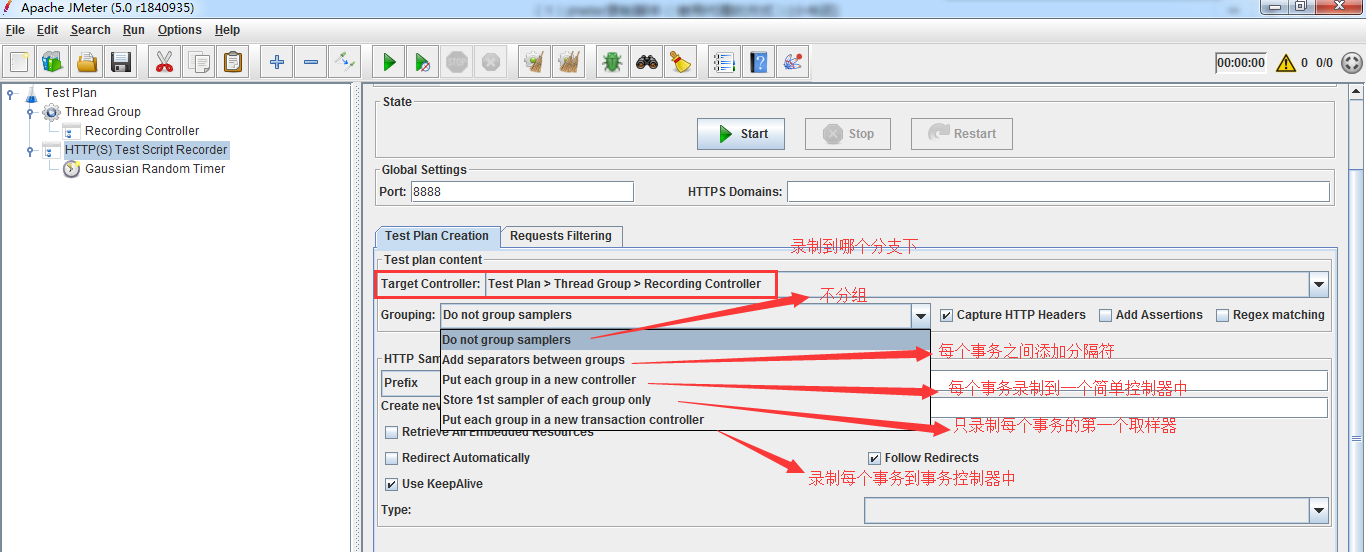 Apache JMeter (5.0 r1840935)
File Edit Search Run Options Help
00:00:00 0 0/0
Test Plan
Thread Group
Recording Controller
HTTP(S) Test Script Recorder
Gaussian Random Timer
State
Start Stop Restart
Global Settings
Port: 8888 HTTPS Domains:
Test Plan Creation Requests Filtering
录制到哪个分支下
Test plan content
Target Controller: Test Plan > Thread Group > Recording Controller
不分组
Grouping: Do not group samplers Capture HTTP Headers Add Assertions Regex matching
Do not group samplers
Add separators between groups
每个事务之间添加分隔符
HTTP Sam
Put each group in a new controller
Prefix
每个事务录制到一个简单控制器中
Store 1st sampler of each group only
Create new
Put each group in a new transaction controller
只录制每个事务的第一个取样器
Retrieve All Embedded Resources
Redirect Automatically Follow Redirects
录制每个事务到事务控制器中
Use KeepAlive
Type: